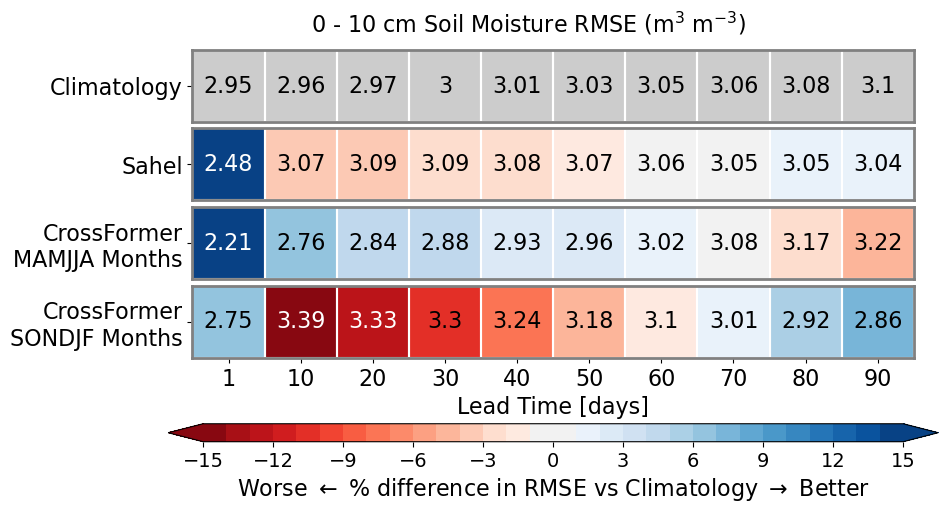 0 - 10 cm Soil Moisture RMSE (m³ m⁻³)
Climatology 2.95 2.96 2.97 3 3.01 3.03 3.05 3.06 3.08 3.1
Sahel 2.48 3.07 3.09 3.09 3.08 3.07 3.06 3.05 3.05 3.04
CrossFormer
MAMJJA Months 2.21 2.76 2.84 2.88 2.93 2.96 3.02 3.08 3.17 3.22
CrossFormer
SONDJF Months 2.75 3.39 3.33 3.3 3.24 3.18 3.1 3.01 2.92 2.86
1 10 20 30 40 50 60 70 80 90
Lead Time [days]
−15 −12 −9 −6 −3 0 3 6 9 12 15
Worse ← % difference in RMSE vs Climatology → Better